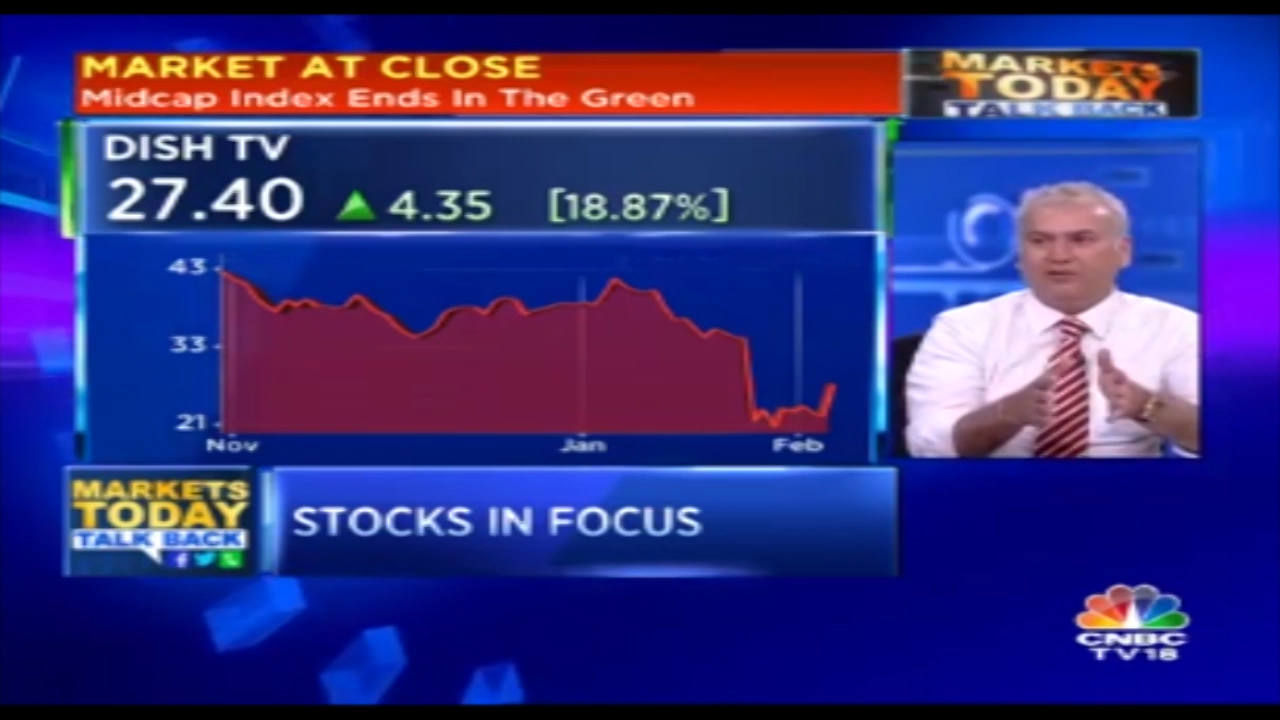 MARKET AT CLOSE
Midcap Index Ends In The Green
MARKETS
TODAY
TALK BACK
DISH TV
27.40 ▲ 4.35 [18.87%]
43
33
21
Nov Jan Feb
MARKETS
TODAY
TALK BACK
STOCKS IN FOCUS
CNBC
TV18